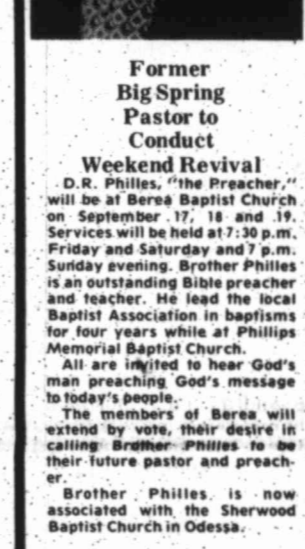 Former
Big Spring
Pastor to
Conduct
Weekend Revival
D.R. Philles, "the Preacher,"
will be at Berea Baptist Church
on September 17, 18 and 19.
Services will be held at 7:30 p.m.
Friday and Saturday and 7 p.m.
Sunday evening. Brother Philles
is an outstanding Bible preacher
and teacher. He lead the local
Baptist Association in baptisms
for four years while at Phillips
Memorial Baptist Church.
All are invited to hear God's
man preaching God's message
to today's people.
The members of Berea will
extend by vote, their desire in
calling Brother Philles to be
their future pastor and preach-
er.
Brother Philles is now
associated with the Sherwood
Baptist Church in Odessa.